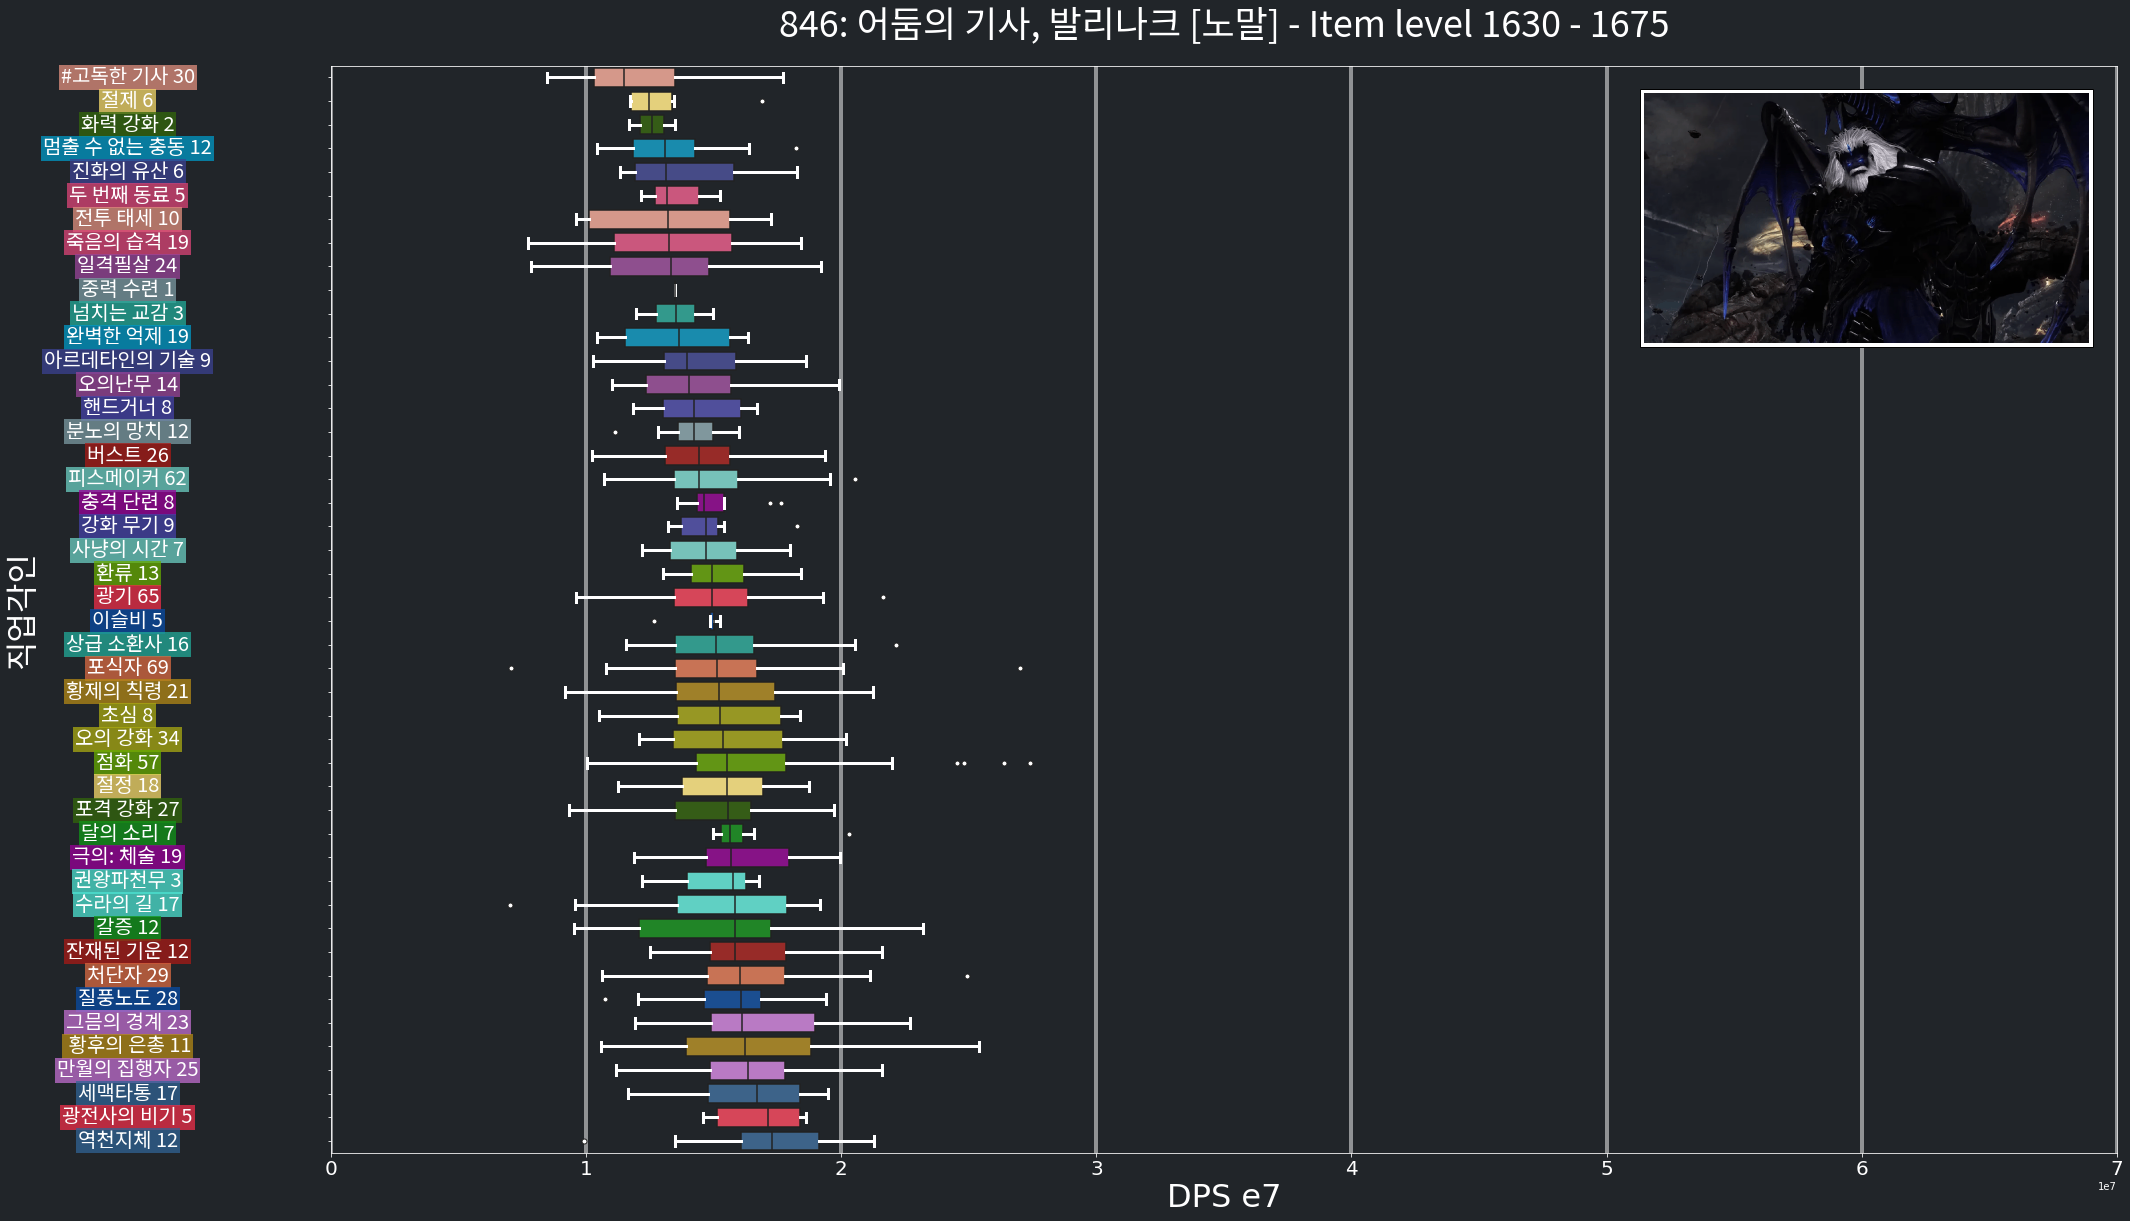 846: 어둠의 기사, 발리나크 [노말] - Item level 1630 - 1675
직업각인
#고독한 기사 30
절제 6
화력 강화 2
멈출 수 없는 충동 12
진화의 유산 6
두 번째 동료 5
전투 태세 10
죽음의 습격 19
일격필살 24
중력 수련 1
넘치는 교감 3
완벽한 억제 19
아르데타인의 기술 9
오의난무 14
핸드거너 8
분노의 망치 12
버스트 26
피스메이커 62
충격 단련 8
강화 무기 9
사냥의 시간 7
환류 13
광기 65
이슬비 5
상급 소환사 16
포식자 69
황제의 칙령 21
초심 8
오의 강화 34
점화 57
절정 18
포격 강화 27
달의 소리 7
극의: 체술 19
권왕파천무 3
수라의 길 17
갈증 12
잔재된 기운 12
처단자 29
질풍노도 28
그믐의 경계 23
황후의 은총 11
만월의 집행자 25
세맥타통 17
광전사의 비기 5
역천지체 12
0 1 2 3 4 5 6 7
1e7
DPS e7